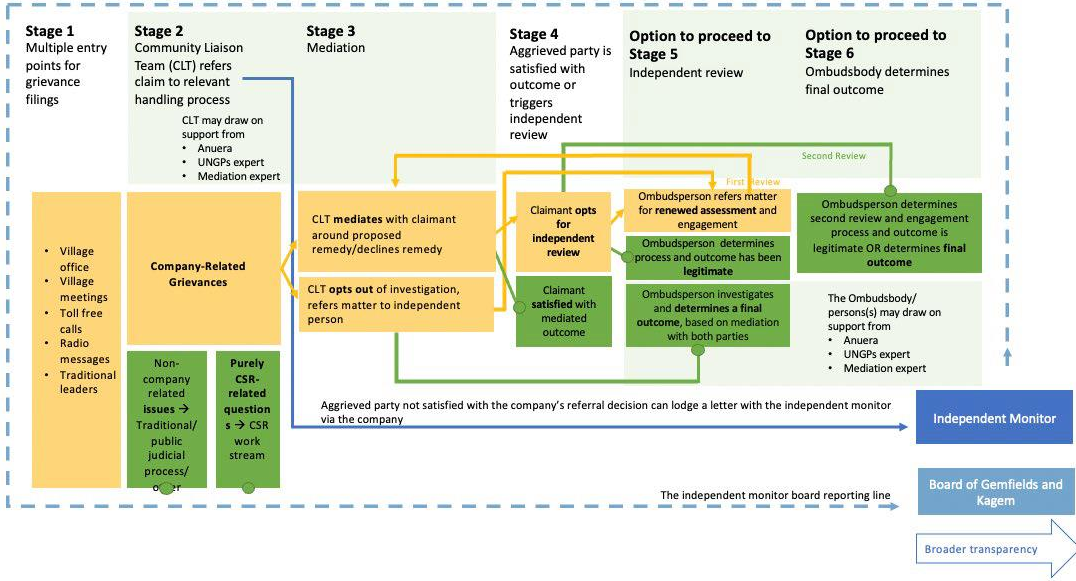 Stage 1
Multiple entry
points for
grievance
filings
Stage 2
Community Liaison
Team (CLT) refers
claim to relevant
handling process
CLT may draw on
support from
• Anuera
• UNGPs expert
• Mediation expert
Stage 3
Mediation
Stage 4
Aggrieved party is
satisfied with
outcome or
triggers
independent
review
Option to proceed to
Stage 5
Independent review
Option to proceed to
Stage 6
Ombudsbody determines
final outcome
Second Review
First Review
• Village
office
• Village
meetings
• Toll free
calls
• Radio
messages
• Traditional
leaders
Company-Related
Grievances
CLT mediates with claimant
around proposed
remedy/declines remedy
CLT opts out of investigation,
refers matter to independent
person
Claimant opts
for
independent
review
Claimant
satisfied with
mediated
outcome
Ombudsperson refers matter
for renewed assessment and
engagement
Ombudsperson determines
process and outcome has been
legitimate
Ombudsperson investigates
and determines a final
outcome, based on mediation
with both parties
Ombudsperson determines
second review and engagement
process and outcome is
legitimate OR determines final
outcome
The Ombudsbody/
persons(s) may draw on
support from
• Anuera
• UNGPs expert
• Mediation expert
Non-
company
related
issues →
Traditional/
public
judicial
process/
Purely
CSR-
related
question
s → CSR
work
stream
Aggrieved party not satisfied with the company's referral decision can lodge a letter with the independent monitor
via the company
Independent Monitor
The independent monitor board reporting line
Board of Gemfields and
Kagem
Broader transparency